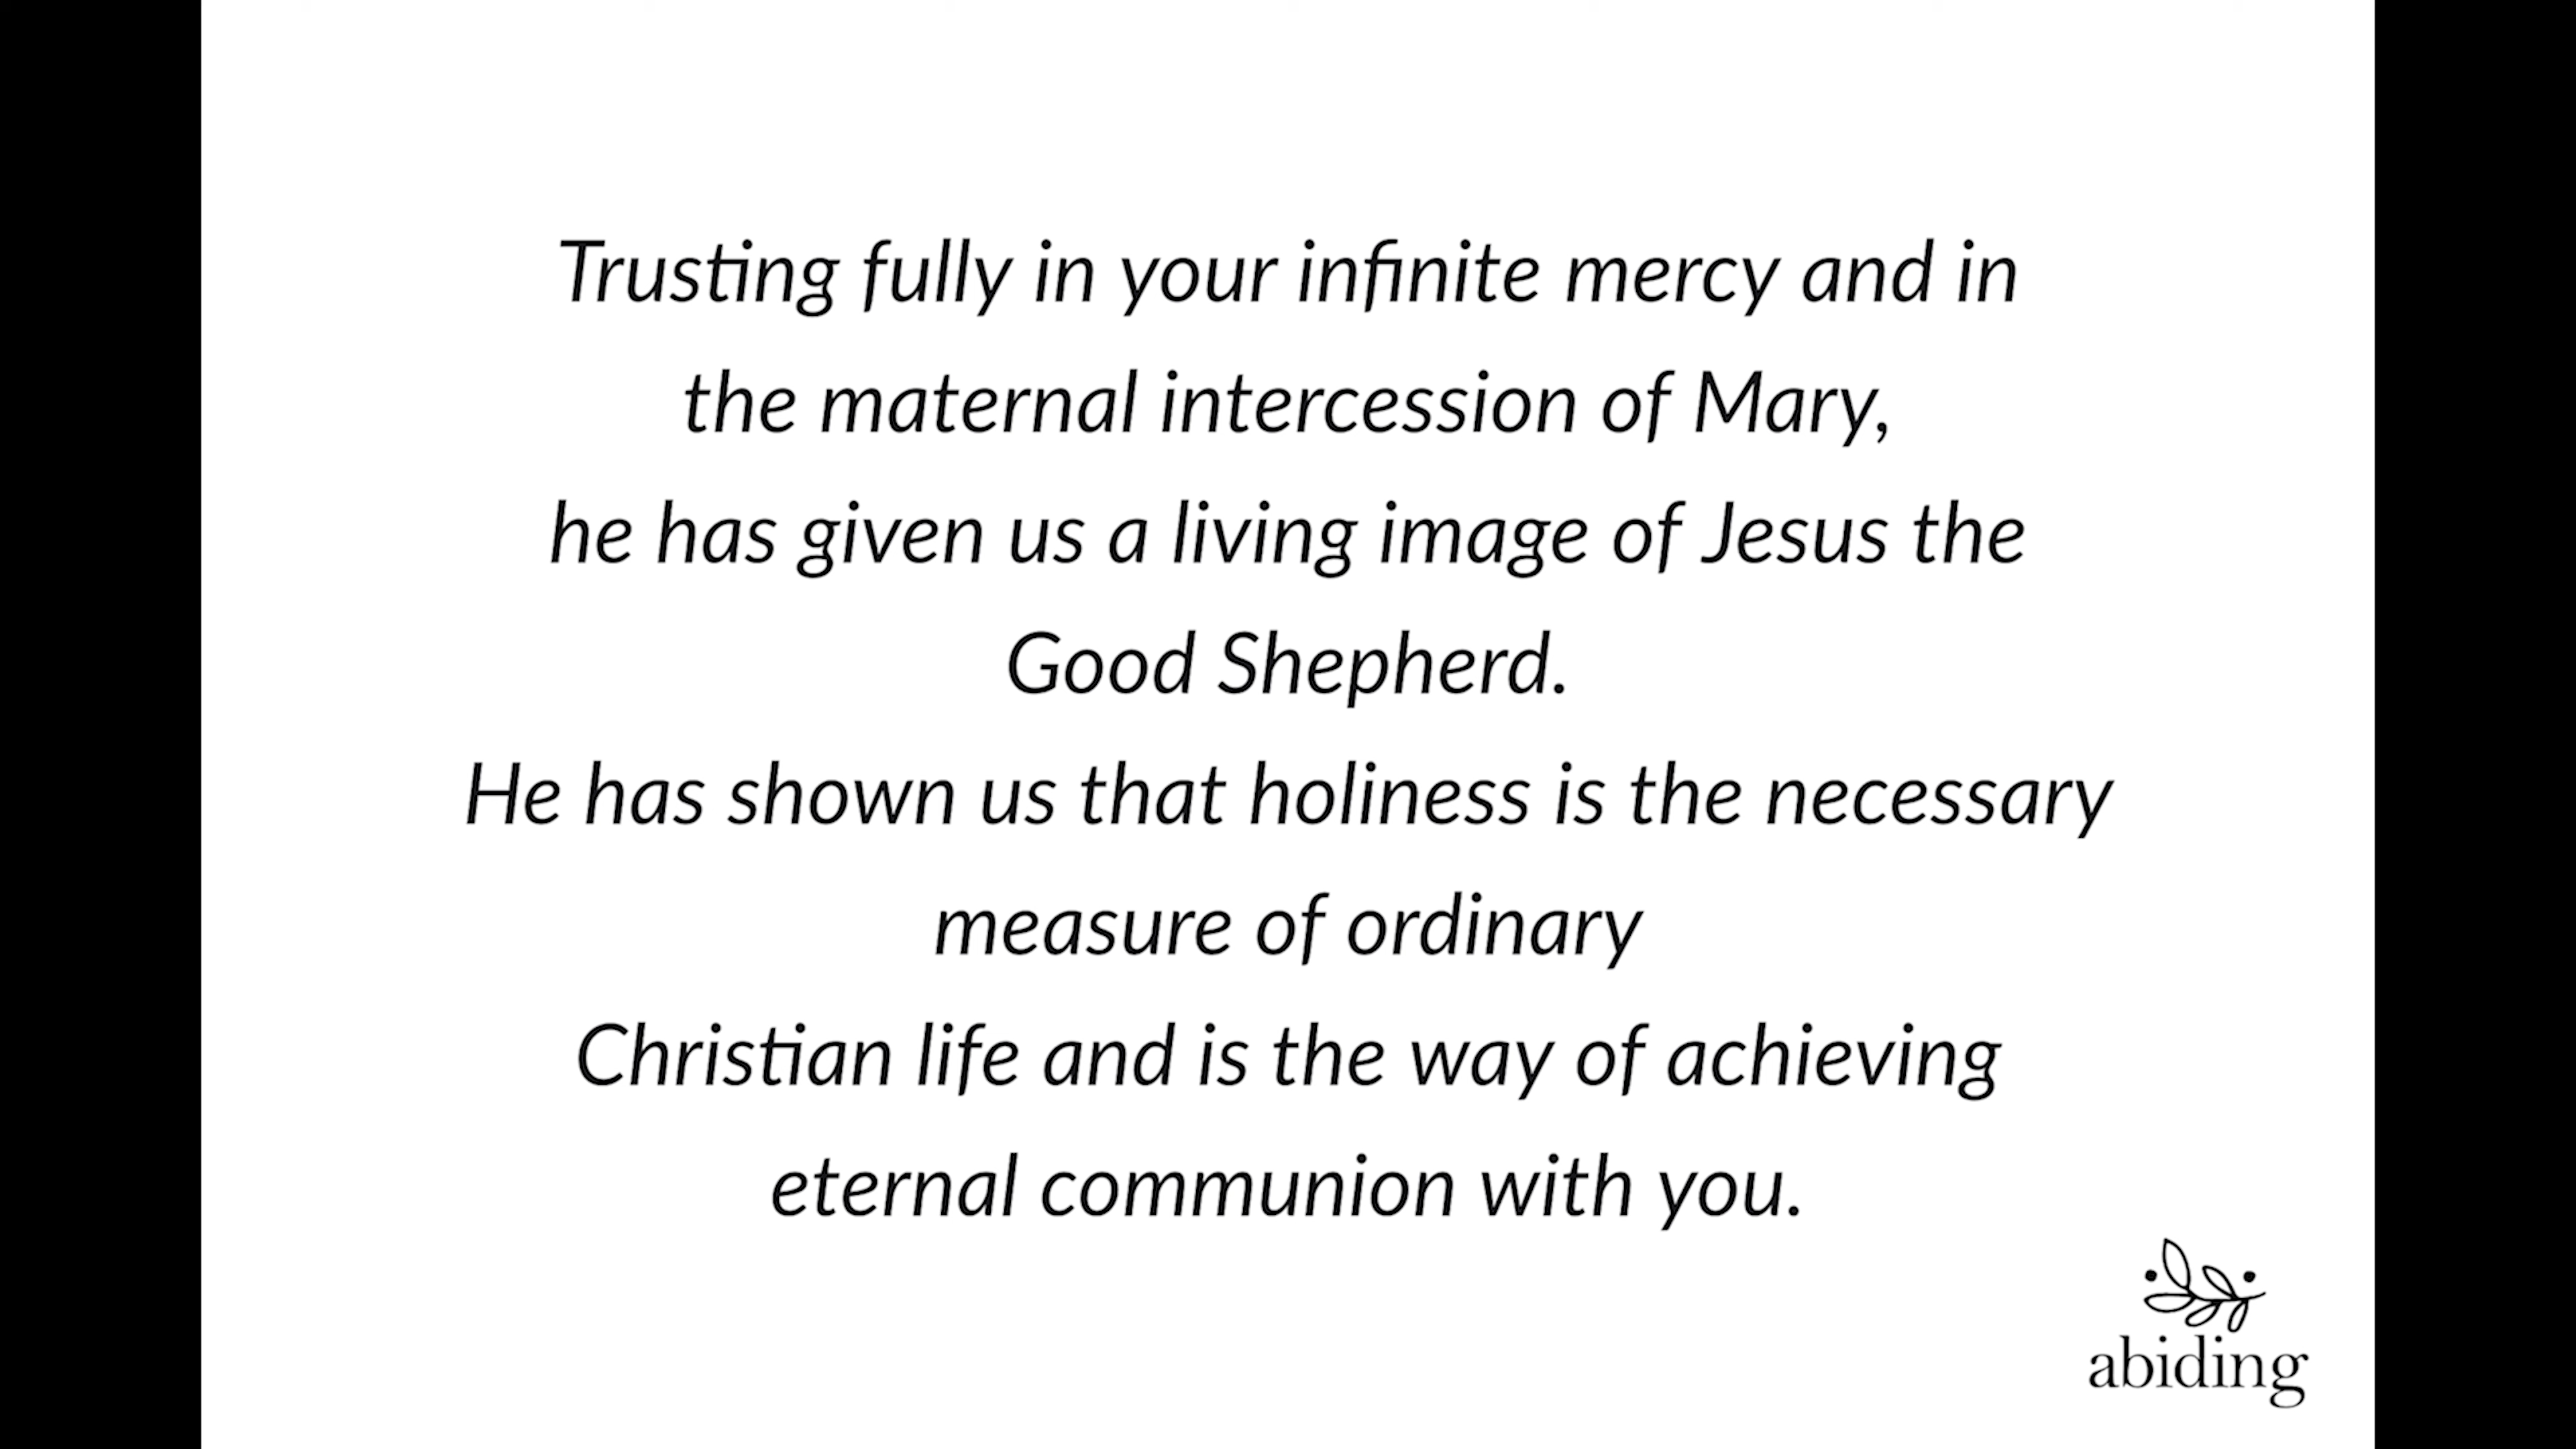 Trusting fully in your infinite mercy and in
the maternal intercession of Mary,
he has given us a living image of Jesus the
Good Shepherd.
He has shown us that holiness is the necessary
measure of ordinary
Christian life and is the way of achieving
eternal communion with you.
abiding